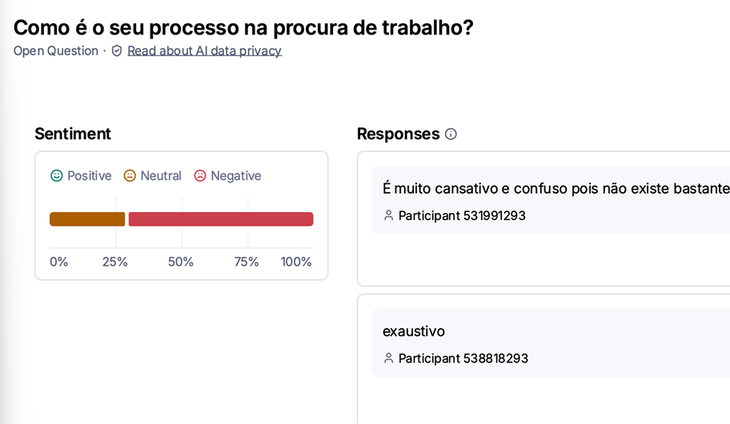 Como é o seu processo na procura de trabalho?
Open Question · Read about AI data privacy
Sentiment
Positive Neutral Negative
0% 25% 50% 75% 100%
Responses
É muito cansativo e confuso pois não existe bastante
Participant 531991293
exaustivo
Participant 538818293